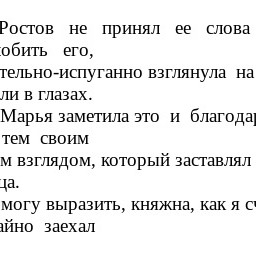 Ростов не принял ее слова
юбить его,
тельно-испуганно взглянула на
ли в глазах.
Марья заметила это и благодар
тем своим
м взглядом, который заставлял
ца.
могу выразить, княжна, как я сч
айно заехал